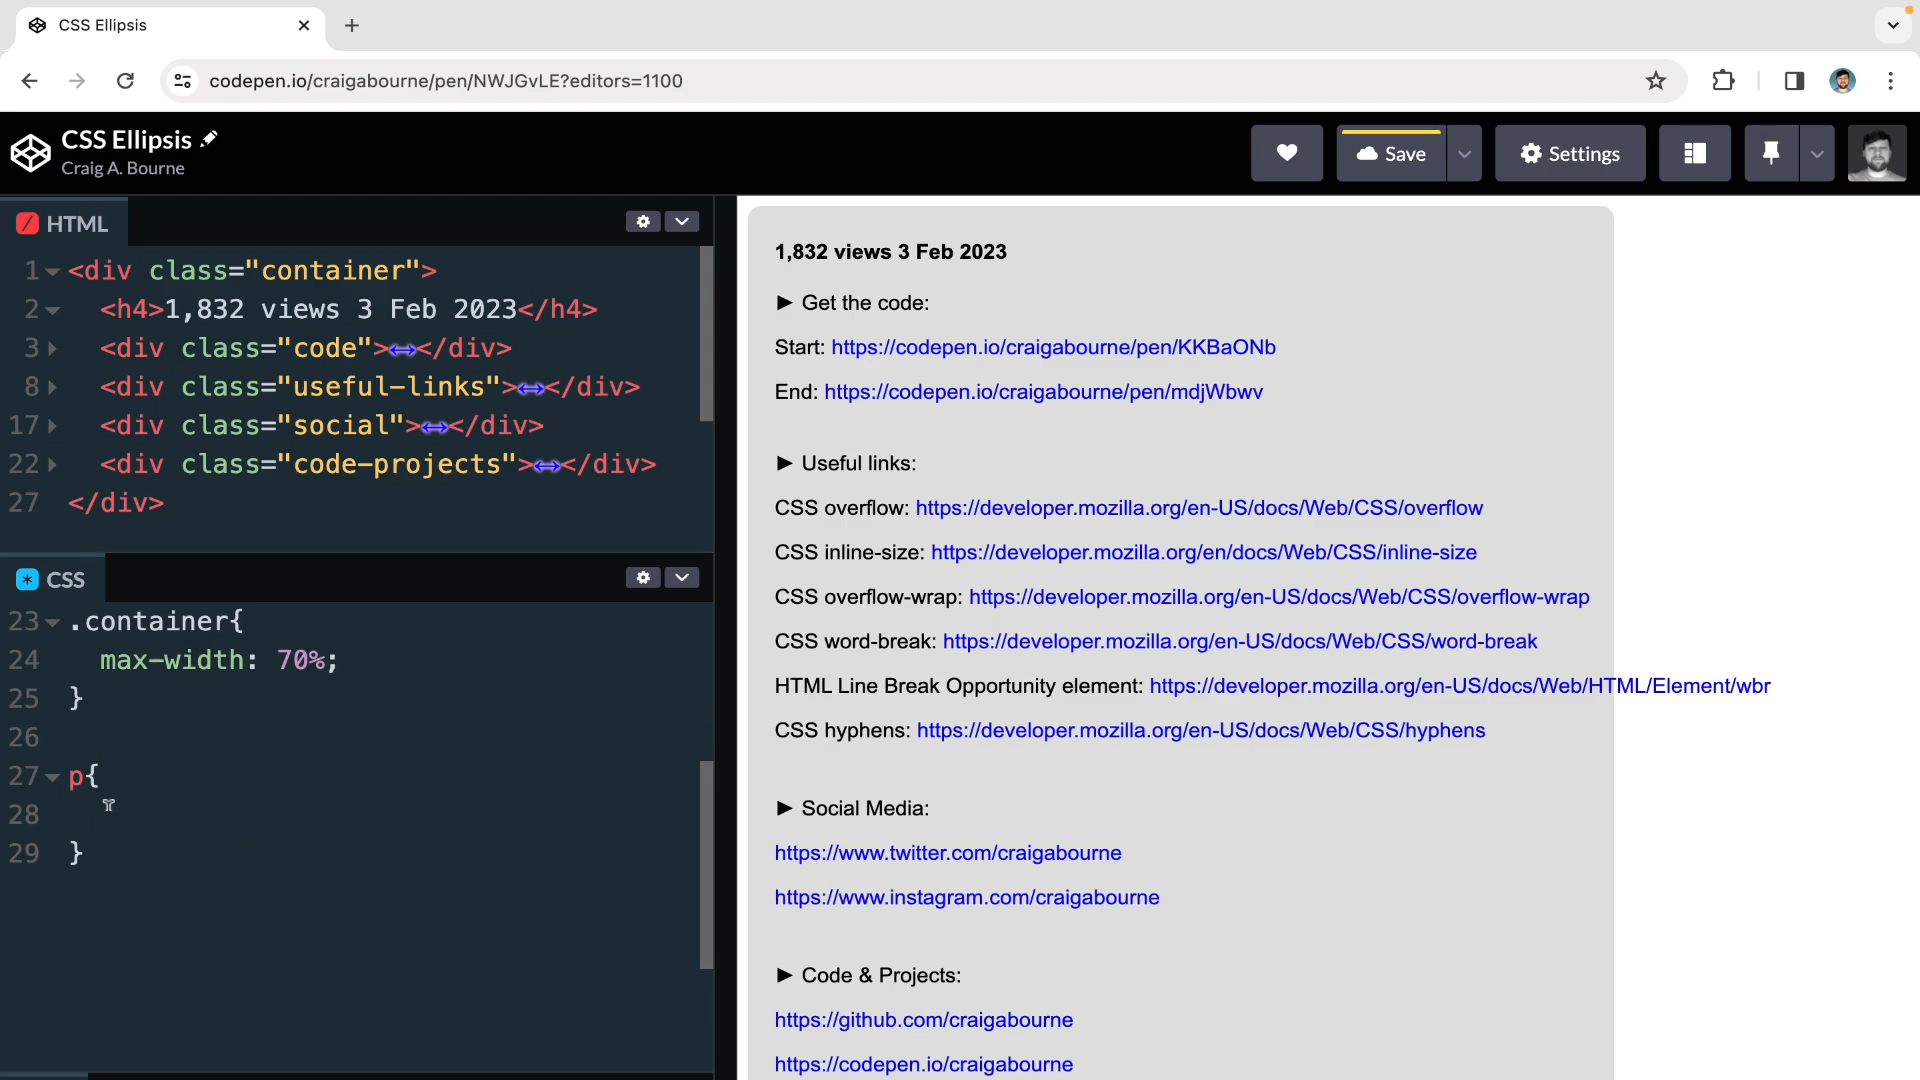 CSS Ellipsis
codepen.io/craigabourne/pen/NWJGvLE?editors=1100
CSS Ellipsis
Craig A. Bourne
Save
Settings
HTML
1 <div class="container">
2 <h4>1,832 views 3 Feb 2023</h4>
3 <div class="code">↔</div>
8 <div class="useful-links">↔</div>
17 <div class="social">↔</div>
22 <div class="code-projects">↔</div>
27 </div>
CSS
23 .container{
24 max-width: 70%;
25 }
26
27 p{
28
29 }
1,832 views 3 Feb 2023
► Get the code:
Start: https://codepen.io/craigabourne/pen/KKBaONb
End: https://codepen.io/craigabourne/pen/mdjWbwv
► Useful links:
CSS overflow: https://developer.mozilla.org/en-US/docs/Web/CSS/overflow
CSS inline-size: https://developer.mozilla.org/en/docs/Web/CSS/inline-size
CSS overflow-wrap: https://developer.mozilla.org/en-US/docs/Web/CSS/overflow-wrap
CSS word-break: https://developer.mozilla.org/en-US/docs/Web/CSS/word-break
HTML Line Break Opportunity element: https://developer.mozilla.org/en-US/docs/Web/HTML/Element/wbr
CSS hyphens: https://developer.mozilla.org/en-US/docs/Web/CSS/hyphens
► Social Media:
https://www.twitter.com/craigabourne
https://www.instagram.com/craigabourne
► Code & Projects:
https://github.com/craigabourne
https://codepen.io/craigabourne